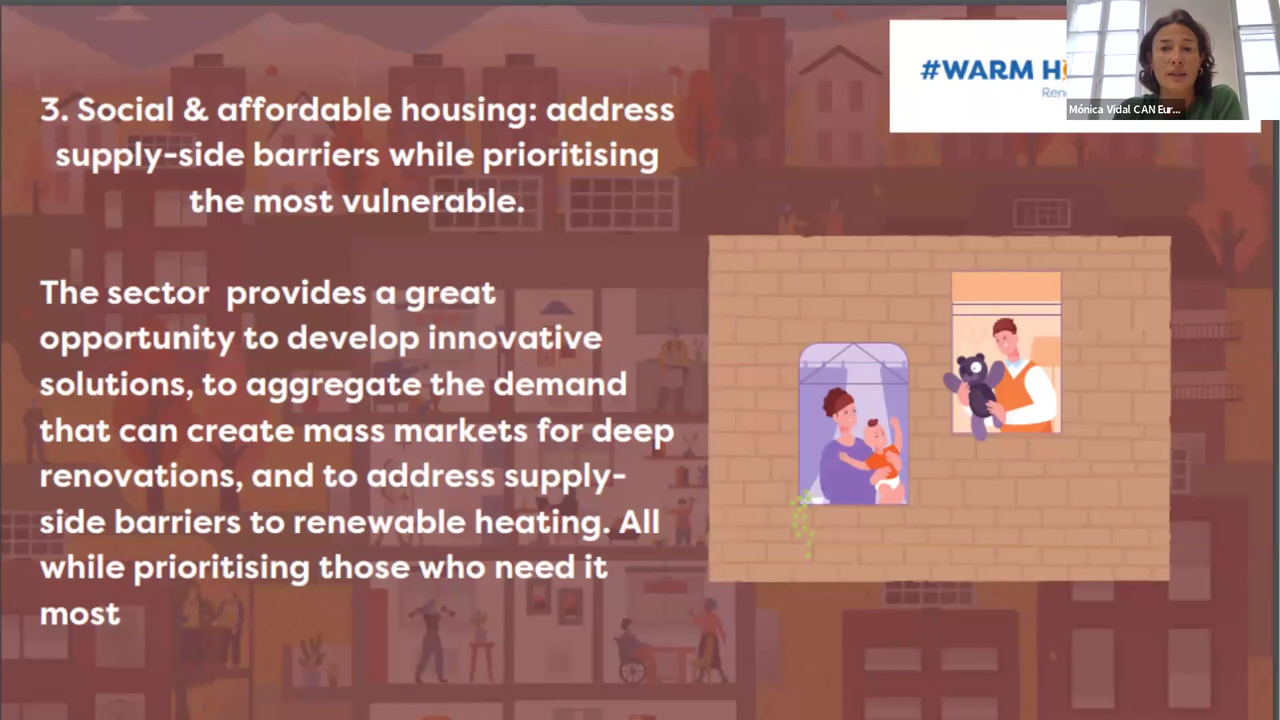 3. Social & affordable housing: address
supply-side barriers while prioritising
the most vulnerable.
The sector  provides a great
opportunity to develop innovative
solutions, to aggregate the demand
that can create mass markets for deep
renovations, and to address supply-
side barriers to renewable heating. All
while prioritising those who need it
most
#WARM H
Ren
Mónica Vidal CAN Eur...